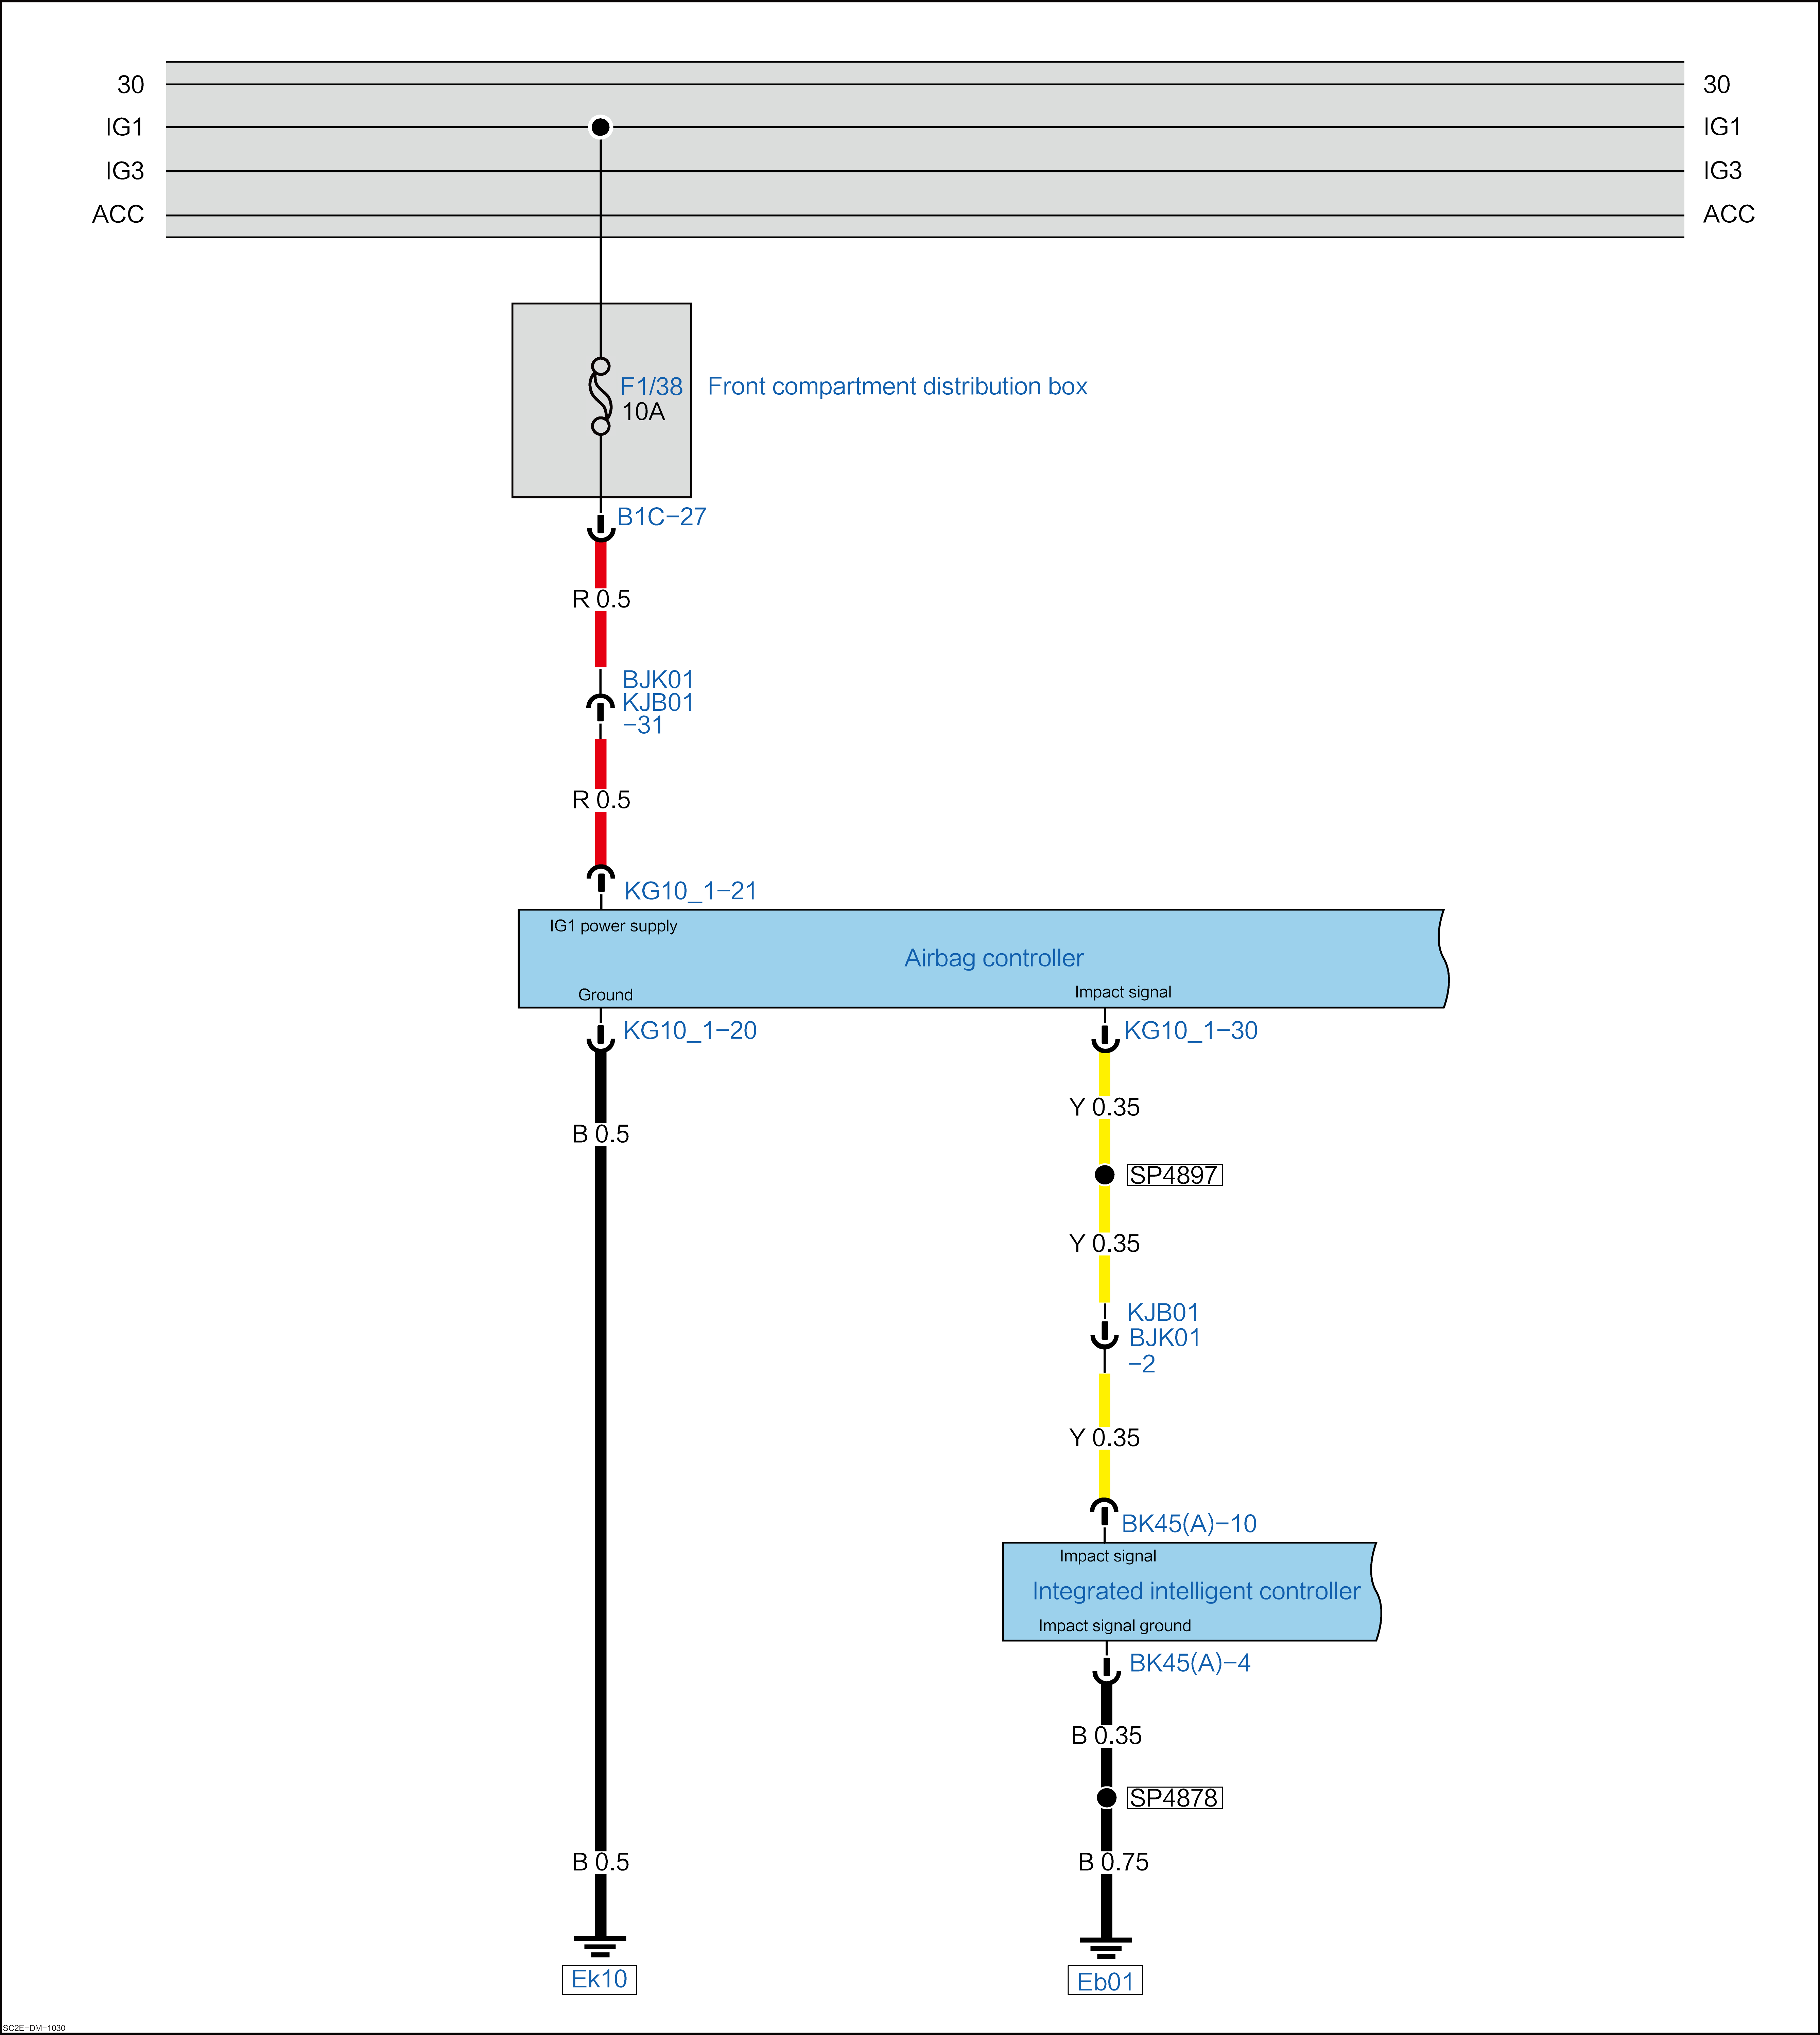 30 30
IG1 IG1
IG3 IG3
ACC ACC
F1/38 Front compartment distribution box
10A
B1C-27
R 0.5
BJK01
KJB01
-31
R 0.5
KG10_1-21
IG1 power supply
Airbag controller
Ground Impact signal
KG10_1-20 KG10_1-30
Y 0.35
B 0.5
SP4897
Y 0.35
KJB01
BJK01
-2
Y 0.35
BK45(A)-10
Impact signal
Integrated intelligent controller
Impact signal ground
BK45(A)-4
B 0.35
SP4878
B 0.5 B 0.75
Ek10 Eb01
SC2E-DM-1030